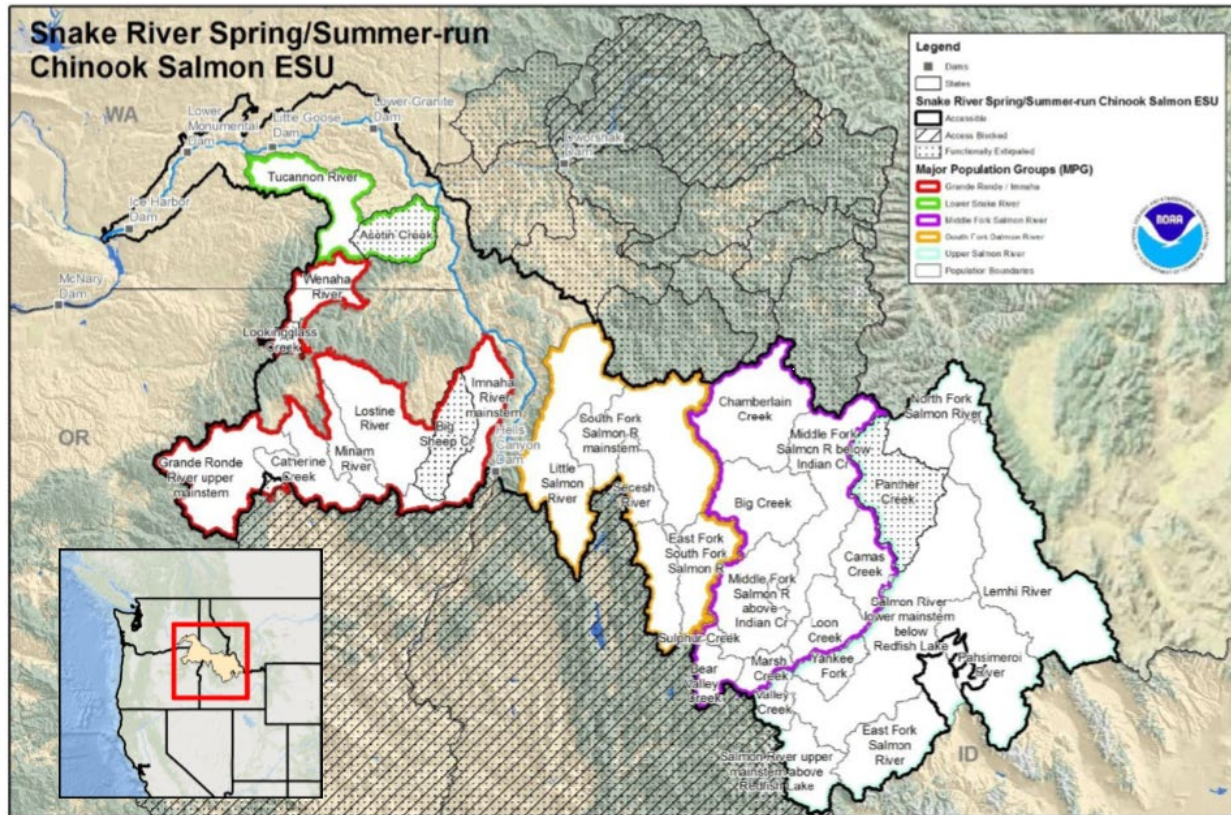 Snake River Spring/Summer-run
Chinook Salmon ESU
Legend
Dams
States
Snake River Spring/Summer-run Chinook Salmon ESU
Accessible
Access Blocked
Functionally Extirpated
Major Population Groups (MPG)
Grande Ronde / Imnaha
Lower Snake River
Middle Fork Salmon River
South Fork Salmon River
Upper Salmon River
Population Boundaries
NOAA
WA
Lower
Monumental
Dam
Little Goose
Dam
Lower Granite
Dam
Dworshak
Dam
Ice Harbor
Dam
McNary
Dam
Tucannon River
Asotin Creek
Wenaha
River
Lookingglass
Creek
OR
Grande Ronde
River upper
mainstem
Catherine
Creek
Minam
River
Lostine
River
Big
Sheep Cr
Imnaha
River
mainstem
Hells
Canyon
Dam
Little
Salmon
River
South Fork
Salmon R
mainstem
Secesh
River
East Fork
South Fork
Salmon R
Chamberlain
Creek
Middle Fork
Salmon R below
Indian Cr
Big Creek
Middle Fork
Salmon R
above
Indian Cr
Camas
Creek
Loon
Creek
Sulphur Creek
Bear
Valley
Creek
Marsh
Creek
North Fork
Salmon River
Panther
Creek
Lemhi River
Salmon River
lower mainstem
below
Redfish Lake
Pahsimeroi
River
Yankee
Fork
Valley
Creek
East Fork
Salmon
River
Salmon River upper
mainstem above
Redfish Lake
ID